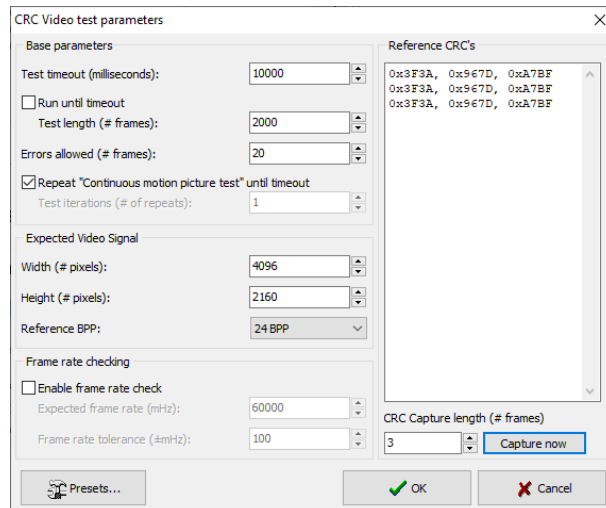 CRC Video test parameters
Base parameters
Test timeout (milliseconds): 10000
Run until timeout
Test length (# frames): 2000
Errors allowed (# frames): 20
Repeat "Continuous motion picture test" until timeout
Test iterations (# of repeats): 1
Expected Video Signal
Width (# pixels): 4096
Height (# pixels): 2160
Reference BPP: 24 BPP
Frame rate checking
Enable frame rate check
Expected frame rate (mHz): 60000
Frame rate tolerance (±mHz): 100
Reference CRC's
0x3F3A, 0x967D, 0xA7BF
0x3F3A, 0x967D, 0xA7BF
0x3F3A, 0x967D, 0xA7BF
CRC Capture length (# frames)
3 Capture now
Presets... OK Cancel